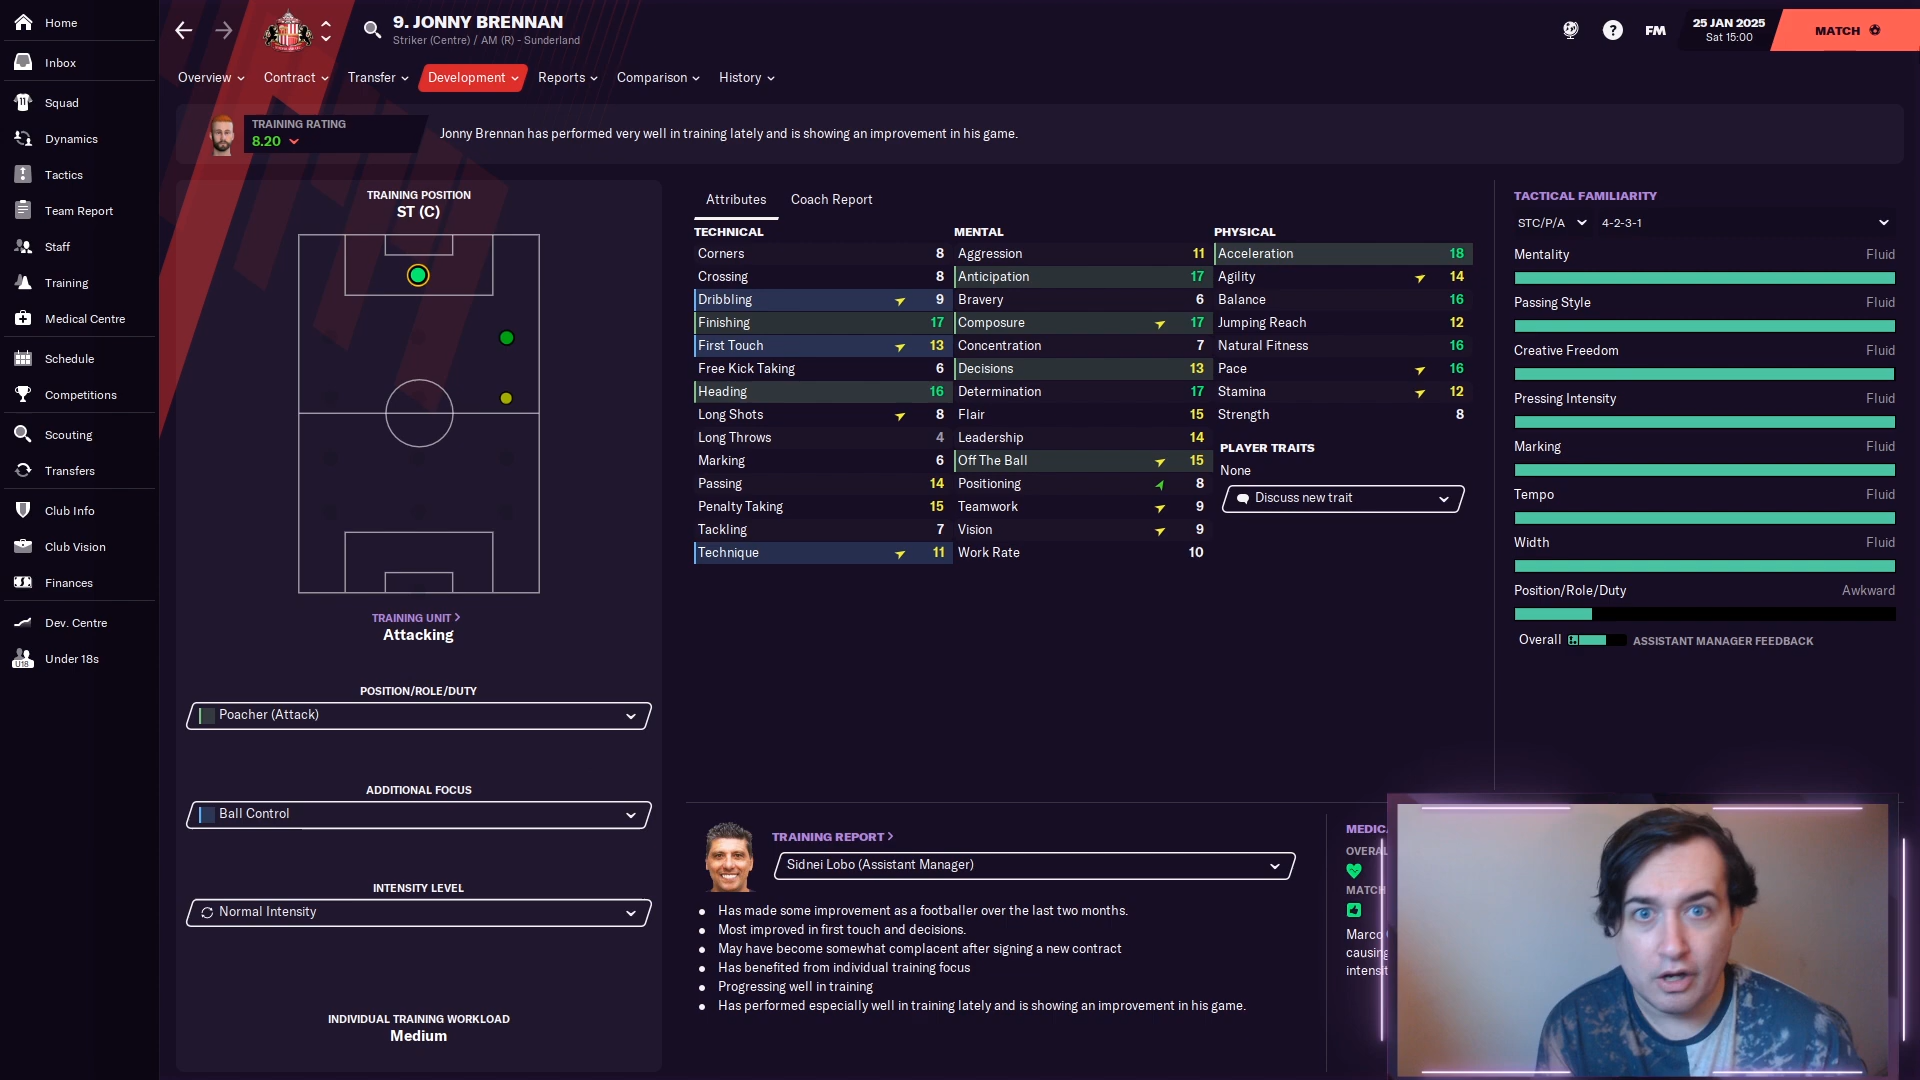 Home
Inbox
Squad
Dynamics
Tactics
Team Report
Staff
Training
Medical Centre
Schedule
Competitions
Scouting
Transfers
Club Info
Club Vision
Finances
Dev. Centre
Under 18s
9. JONNY BRENNAN
Striker (Centre) / AM (R) - Sunderland
FM
25 JAN 2025
Sat 15:00
MATCH
Overview
Contract
Transfer
Development
Reports
Comparison
History
TRAINING RATING
8.20
Jonny Brennan has performed very well in training lately and is showing an improvement in his game.
TRAINING POSITION
ST (C)
TRAINING UNIT
Attacking
POSITION/ROLE/DUTY
Poacher (Attack)
ADDITIONAL FOCUS
Ball Control
INTENSITY LEVEL
Normal Intensity
INDIVIDUAL TRAINING WORKLOAD
Medium
Attributes
Coach Report
TECHNICAL
Corners 8
Crossing 8
Dribbling 9
Finishing 17
First Touch 13
Free Kick Taking 6
Heading 16
Long Shots 8
Long Throws 4
Marking 6
Passing 14
Penalty Taking 15
Tackling 7
Technique 11
MENTAL
Aggression 11
Anticipation 17
Bravery 6
Composure 17
Concentration 7
Decisions 13
Determination 17
Flair 15
Leadership 14
Off The Ball 15
Positioning 8
Teamwork 9
Vision 9
Work Rate 10
PHYSICAL
Acceleration 18
Agility 14
Balance 16
Jumping Reach 12
Natural Fitness 16
Pace 16
Stamina 12
Strength 8
PLAYER TRAITS
None
Discuss new trait
TACTICAL FAMILIARITY
STC/P/A 4-2-3-1
Mentality Fluid
Passing Style Fluid
Creative Freedom Fluid
Pressing Intensity Fluid
Marking Fluid
Tempo Fluid
Width Fluid
Position/Role/Duty Awkward
Overall ASSISTANT MANAGER FEEDBACK
TRAINING REPORT
Sidnei Lobo (Assistant Manager)
Has made some improvement as a footballer over the last two months.
Most improved in first touch and decisions.
May have become somewhat complacent after signing a new contract
Has benefited from individual training focus
Progressing well in training
Has performed especially well in training lately and is showing an improvement in his game.
MATCH
Marco
causing